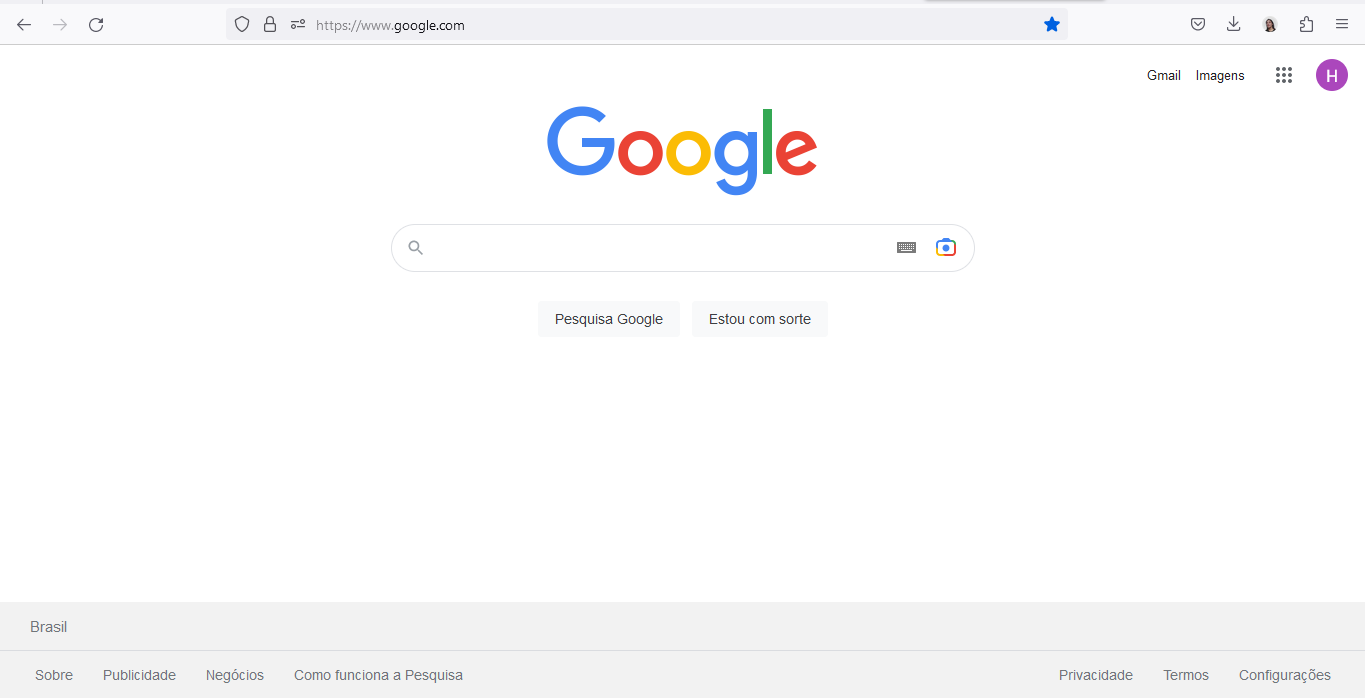 https://www.google.com
Gmail Imagens H
Google
Pesquisa Google Estou com sorte
Brasil
Sobre Publicidade Negócios Como funciona a Pesquisa Privacidade Termos Configurações